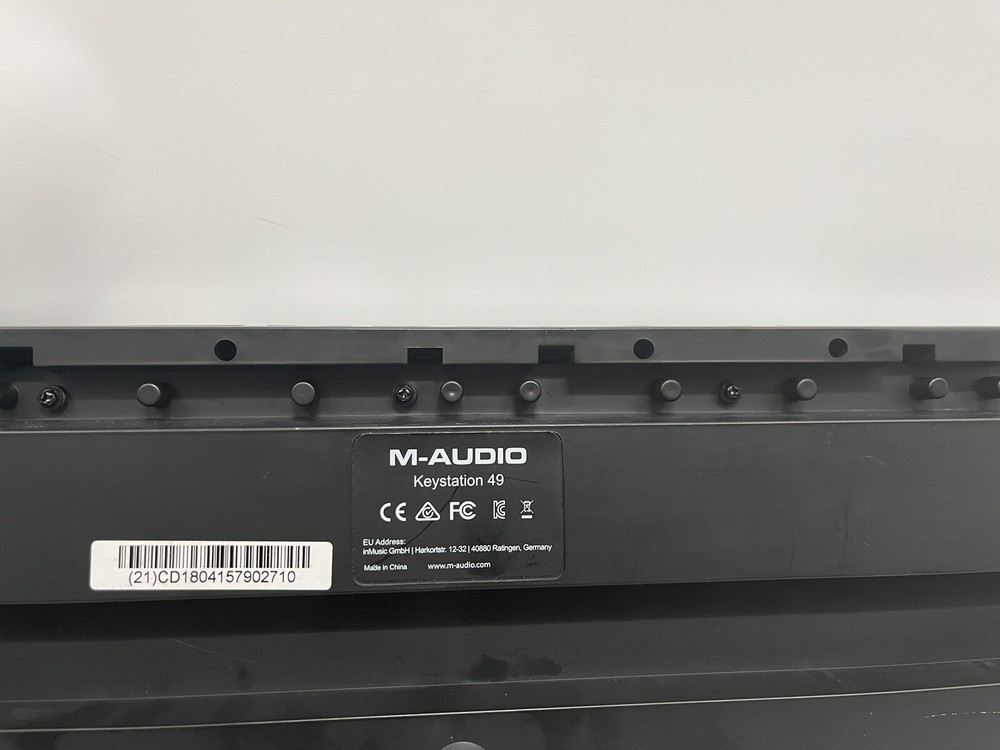 M-AUDIO
Keystation 49
CE FC
EU Address:
inMusic GmbH | Harkortstr. 12-32 | 40880 Ratingen, Germany
Made in China www.m-audio.com
(21)CD1804157902710